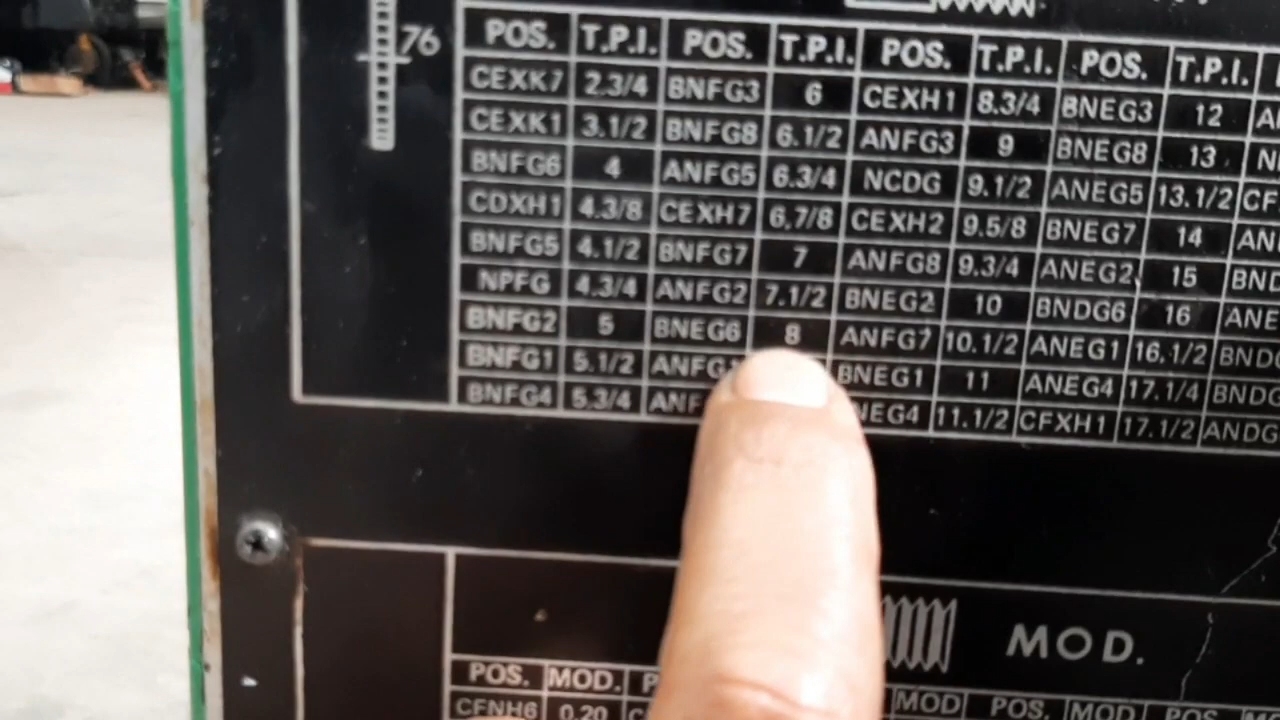 76
POS. T.P.I. POS. T.P.I. POS. T.P.I. POS. T.P.I.
CEXK7 2.3/4 BNFG3 6 CEXH1 8.3/4 BNEG3 12
CEXK1 3.1/2 BNFG8 6.1/2 ANFG3 9 BNEG8 13
BNFG6 4 ANFG5 6.3/4 NCDG 9.1/2 ANEG5 13.1/2
CDXH1 4.3/8 CEXH7 6.7/8 CEXH2 9.5/8 BNEG7 14
BNFG5 4.1/2 BNFG7 7 ANFG8 9.3/4 ANEG2 15
NPFG 4.3/4 ANFG2 7.1/2 BNEG2 10 BNDG6 16
BNFG2 5 BNEG6 8 ANFG7 10.1/2 ANEG1 16.1/2
BNFG1 5.1/2 BNEG1 11 ANEG4 17.1/4
BNFG4 5.3/4 11.1/2 CFXH1 17.1/2
MOD.
POS. MOD. MOD POS. MOD
CFNH6 0.20